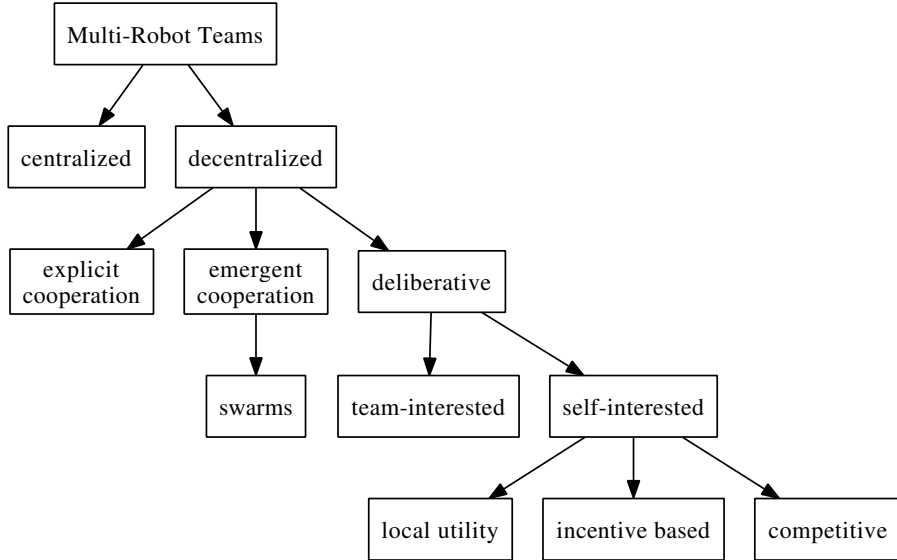 Multi-Robot Teams
centralized
decentralized
explicit
cooperation
emergent
cooperation
deliberative
swarms
team-interested
self-interested
local utility
incentive based
competitive